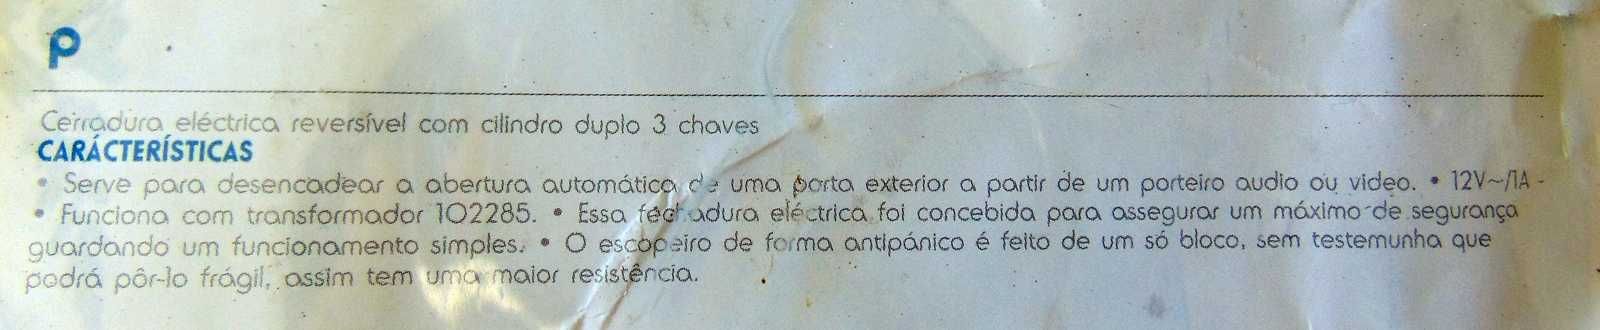 P
Cerradura eléctrica reversível com cilindro duplo 3 chaves
CARÁCTERÍSTICAS
• Serve para desencadear a abertura automática de uma porta exterior a partir de um porteiro audio ou video. • 12V~/1A -
• Funciona com transformador 102285. • Essa fechadura eléctrica foi concebida para assegurar um máximo de segurança
guardando um funcionamento simples. • O escopeiro de forma antipánico é feito de um só bloco, sem testemunha que
podrá pôr-lo frágil, assim tem uma maior resistência.